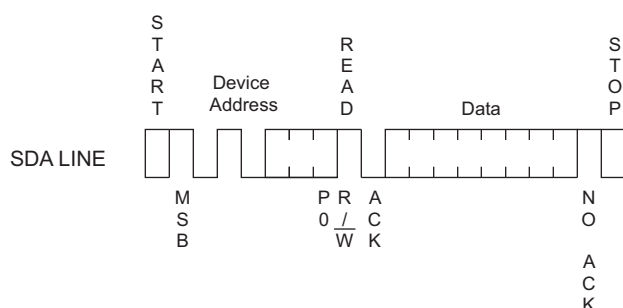 START
Device
Address
READ
Data
STOP
SDA LINE
MSB
P0
R/W
ACK
NO ACK